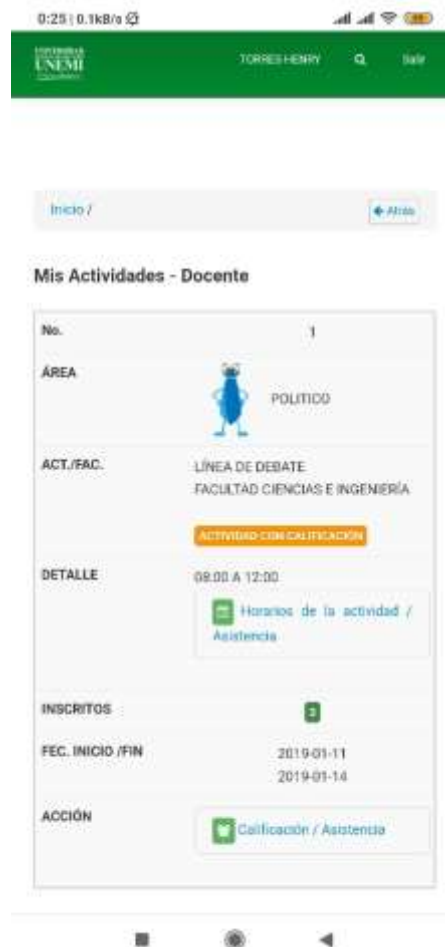 0:25 | 0.1kB/s
UNIVERSIDAD
UNEMI
TORRES HENRY
Salir
Inicio /
Atrás
Mis Actividades - Docente
No.
1
ÁREA
POLITICO
ACT./FAC.
LÍNEA DE DEBATE
FACULTAD CIENCIAS E INGENIERÍA
ACTIVIDAD CON CALIFICACIÓN
DETALLE
08:00 A 12:00
Horarios de la actividad /
Asistencia
INSCRITOS
3
FEC. INICIO /FIN
2019-01-11
2019-01-14
ACCIÓN
Calificación / Asistencia